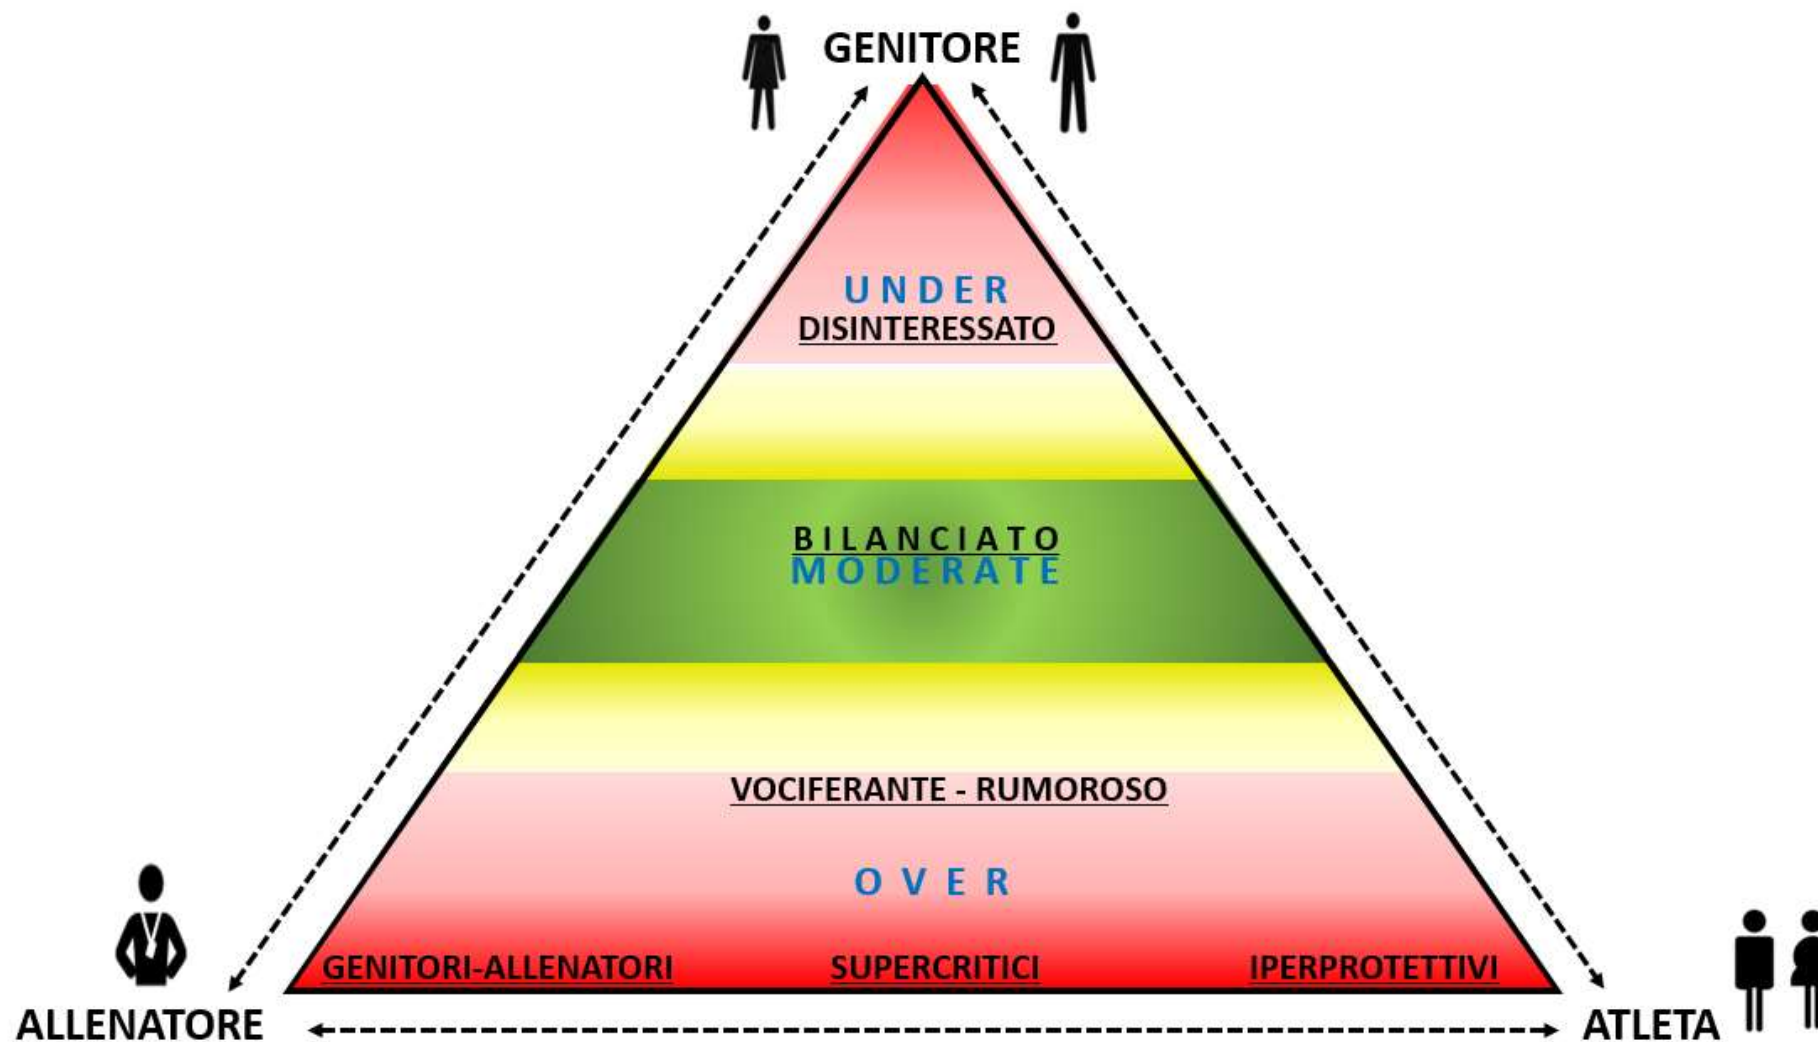 GENITORE
UNDER
DISINTERESSATO
BILANCIATO
MODERATE
VOCIFERANTE - RUMOROSO
OVER
GENITORI-ALLENATORI SUPERCRITICI IPERPROTETTIVI
ALLENATORE ATLETA